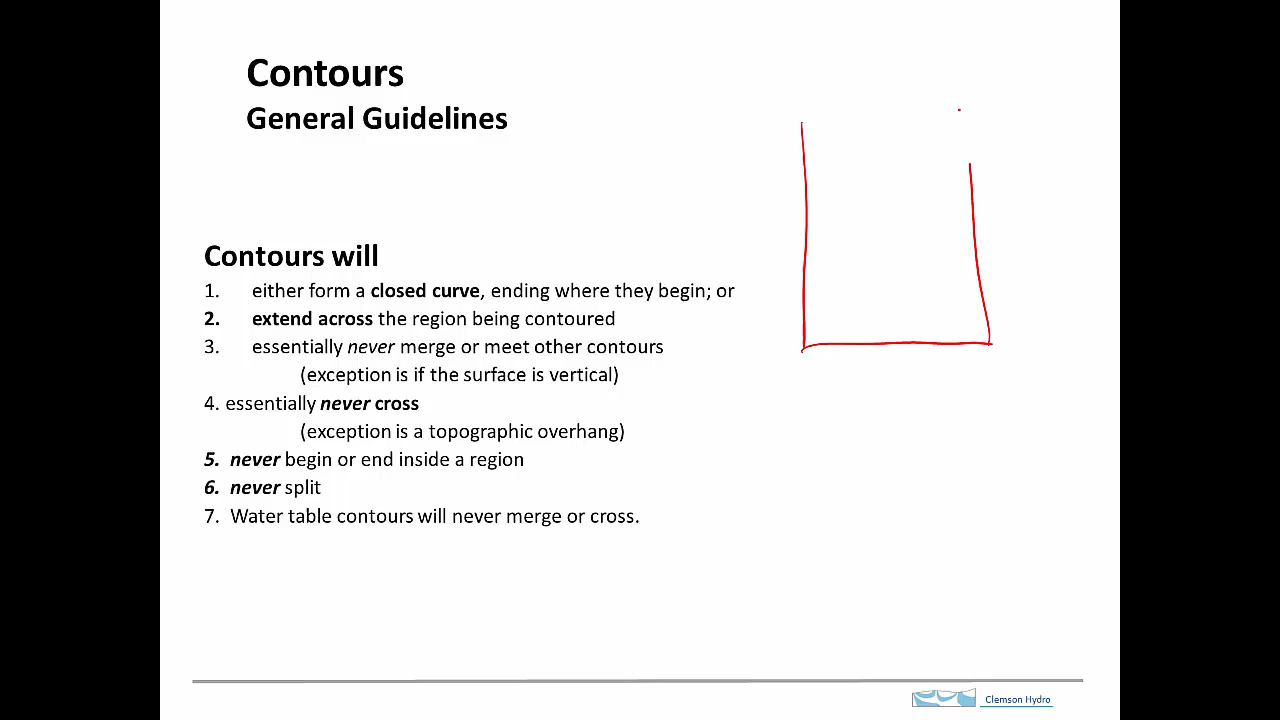 Contours
General Guidelines
Contours will
1. either form a closed curve, ending where they begin; or
2. extend across the region being contoured
3. essentially never merge or meet other contours
(exception is if the surface is vertical)
4. essentially never cross
(exception is a topographic overhang)
5. never begin or end inside a region
6. never split
7. Water table contours will never merge or cross.
Clemson Hydro